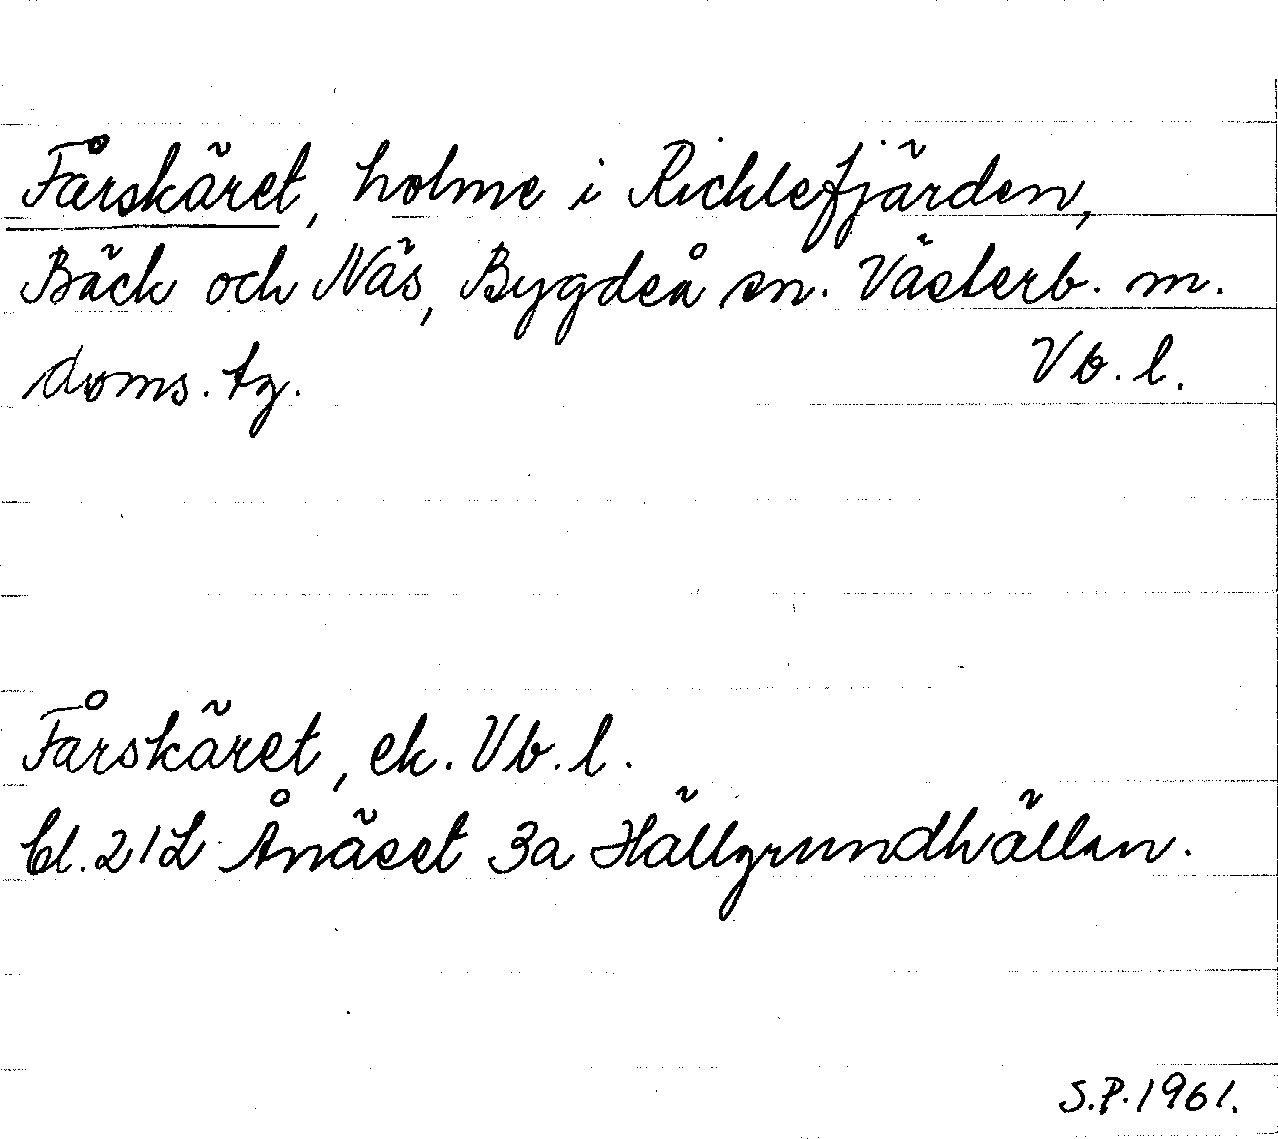 Fårskäret, holme i Ricklefjärden,
Bäck och Näs, Bygdeå sn. Västerb. m.
doms. tg. Vb. l.
Fårskäret, ek. Vb. l.
bl. 21L Ånäset 3a Hällgrundhällan.
S.P. 1961.